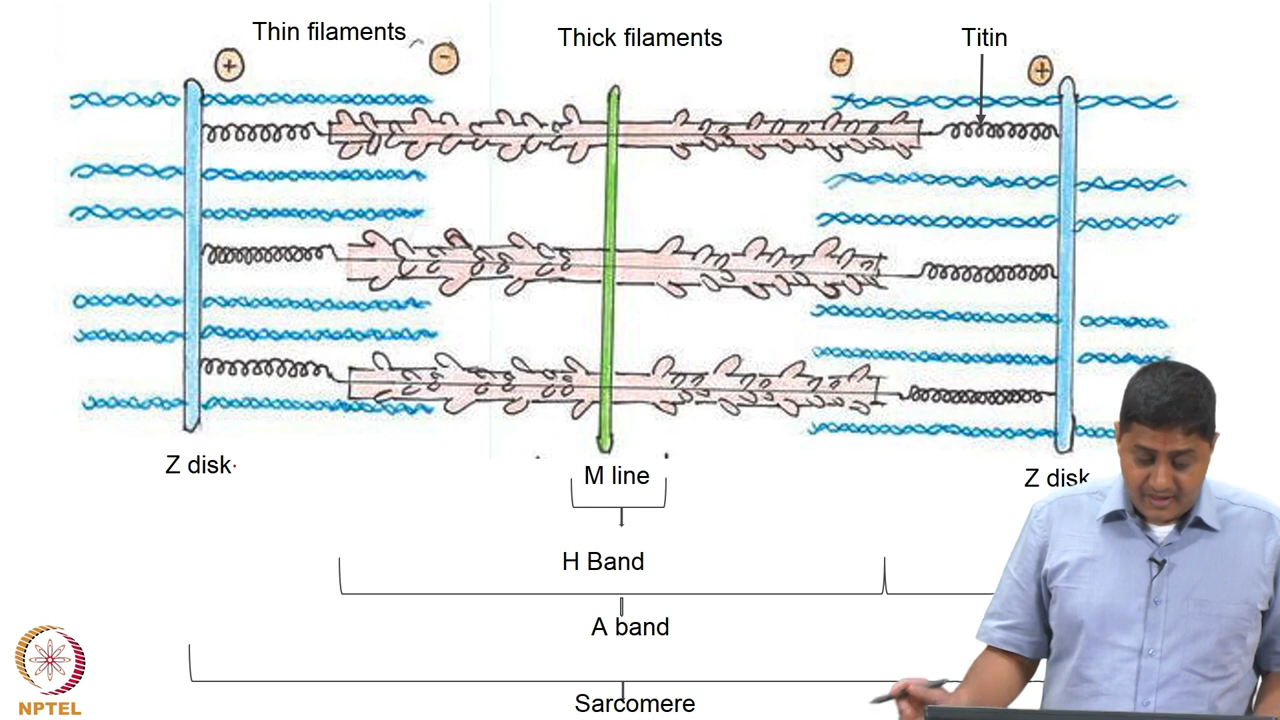 Thin filaments
Thick filaments
Titin
+
-
-
+
Z disk
M line
Z disk
H Band
A band
Sarcomere
NPTEL